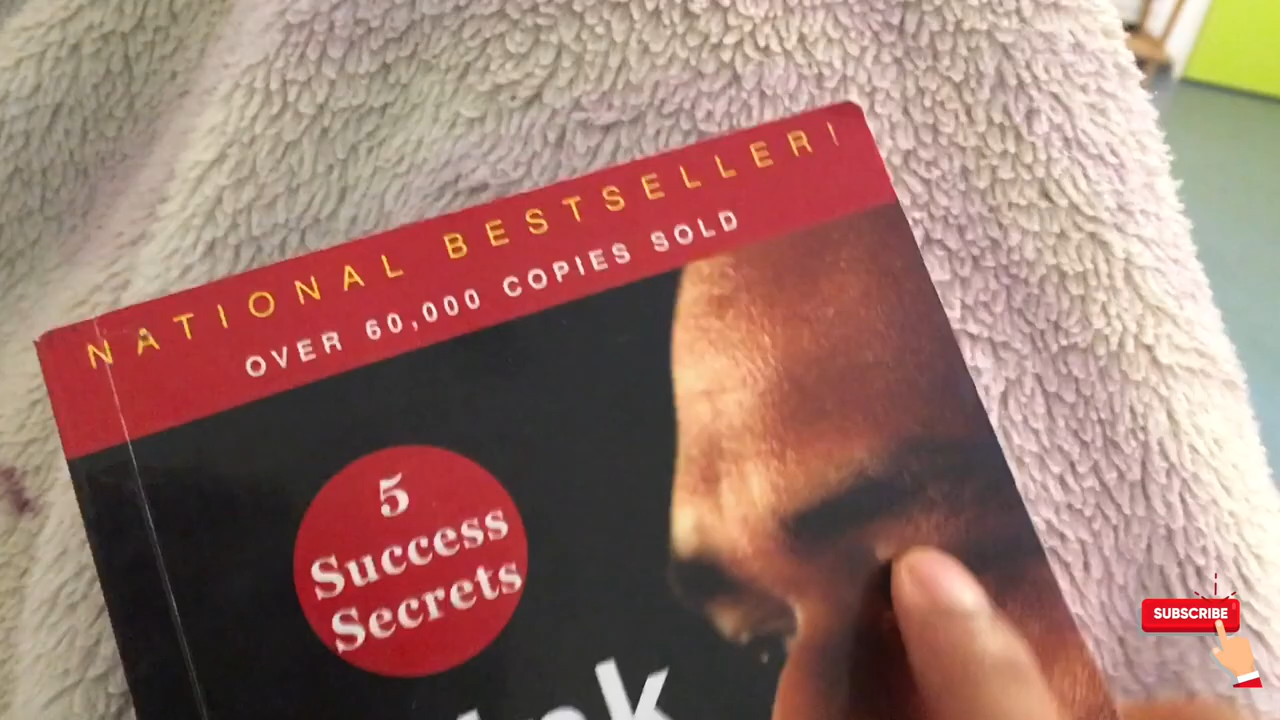 NATIONAL BESTSELLER!
OVER 60,000 COPIES SOLD
5
Success
Secrets
SUBSCRIBE